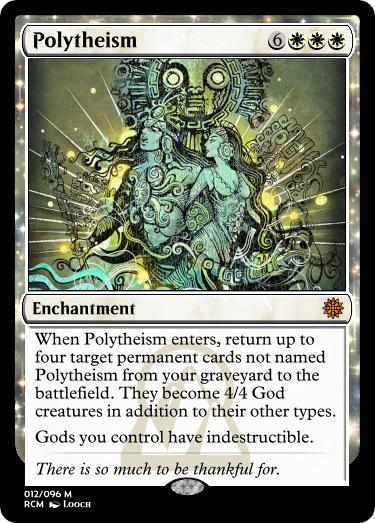 Polytheism 6
Enchantment
When Polytheism enters, return up to
four target permanent cards not named
Polytheism from your graveyard to the
battlefield. They become 4/4 God
creatures in addition to their other types.
Gods you control have indestructible.
There is so much to be thankful for.
012/096 M
RCM Looch